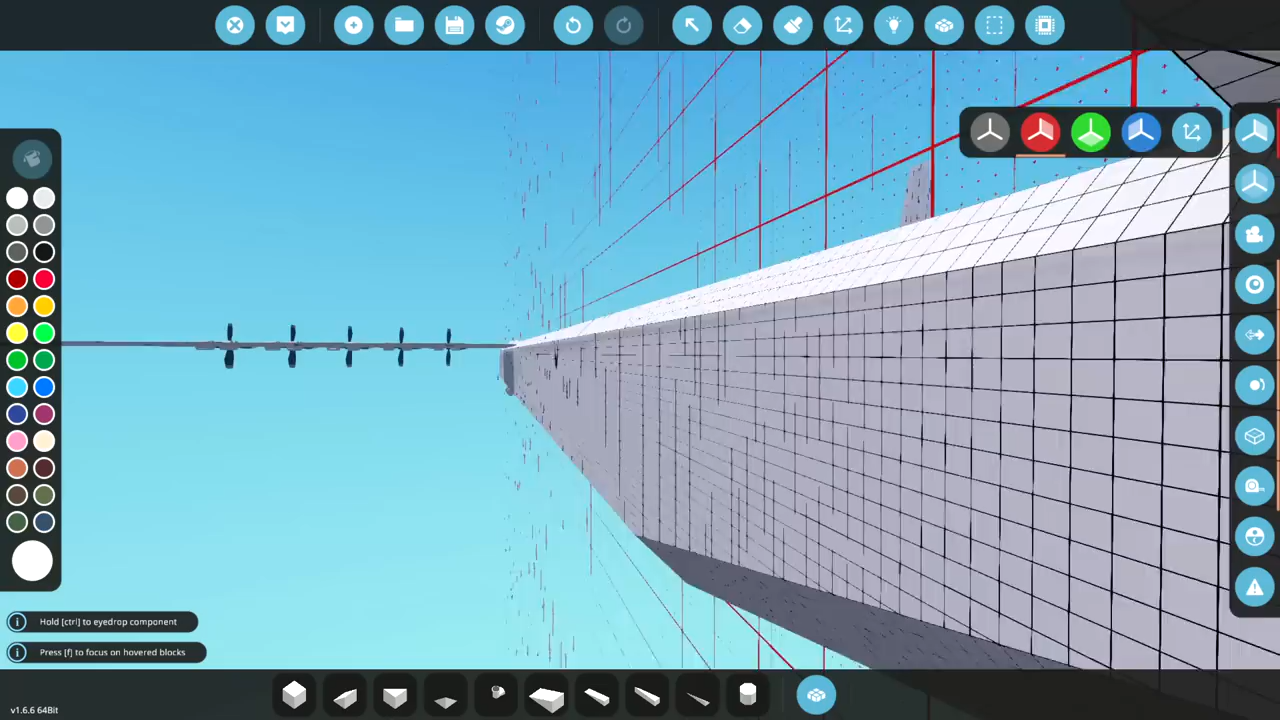 Hold [ctrl] to eyedrop component
Press [f] to focus on hovered blocks
v1.6.6 64Bit